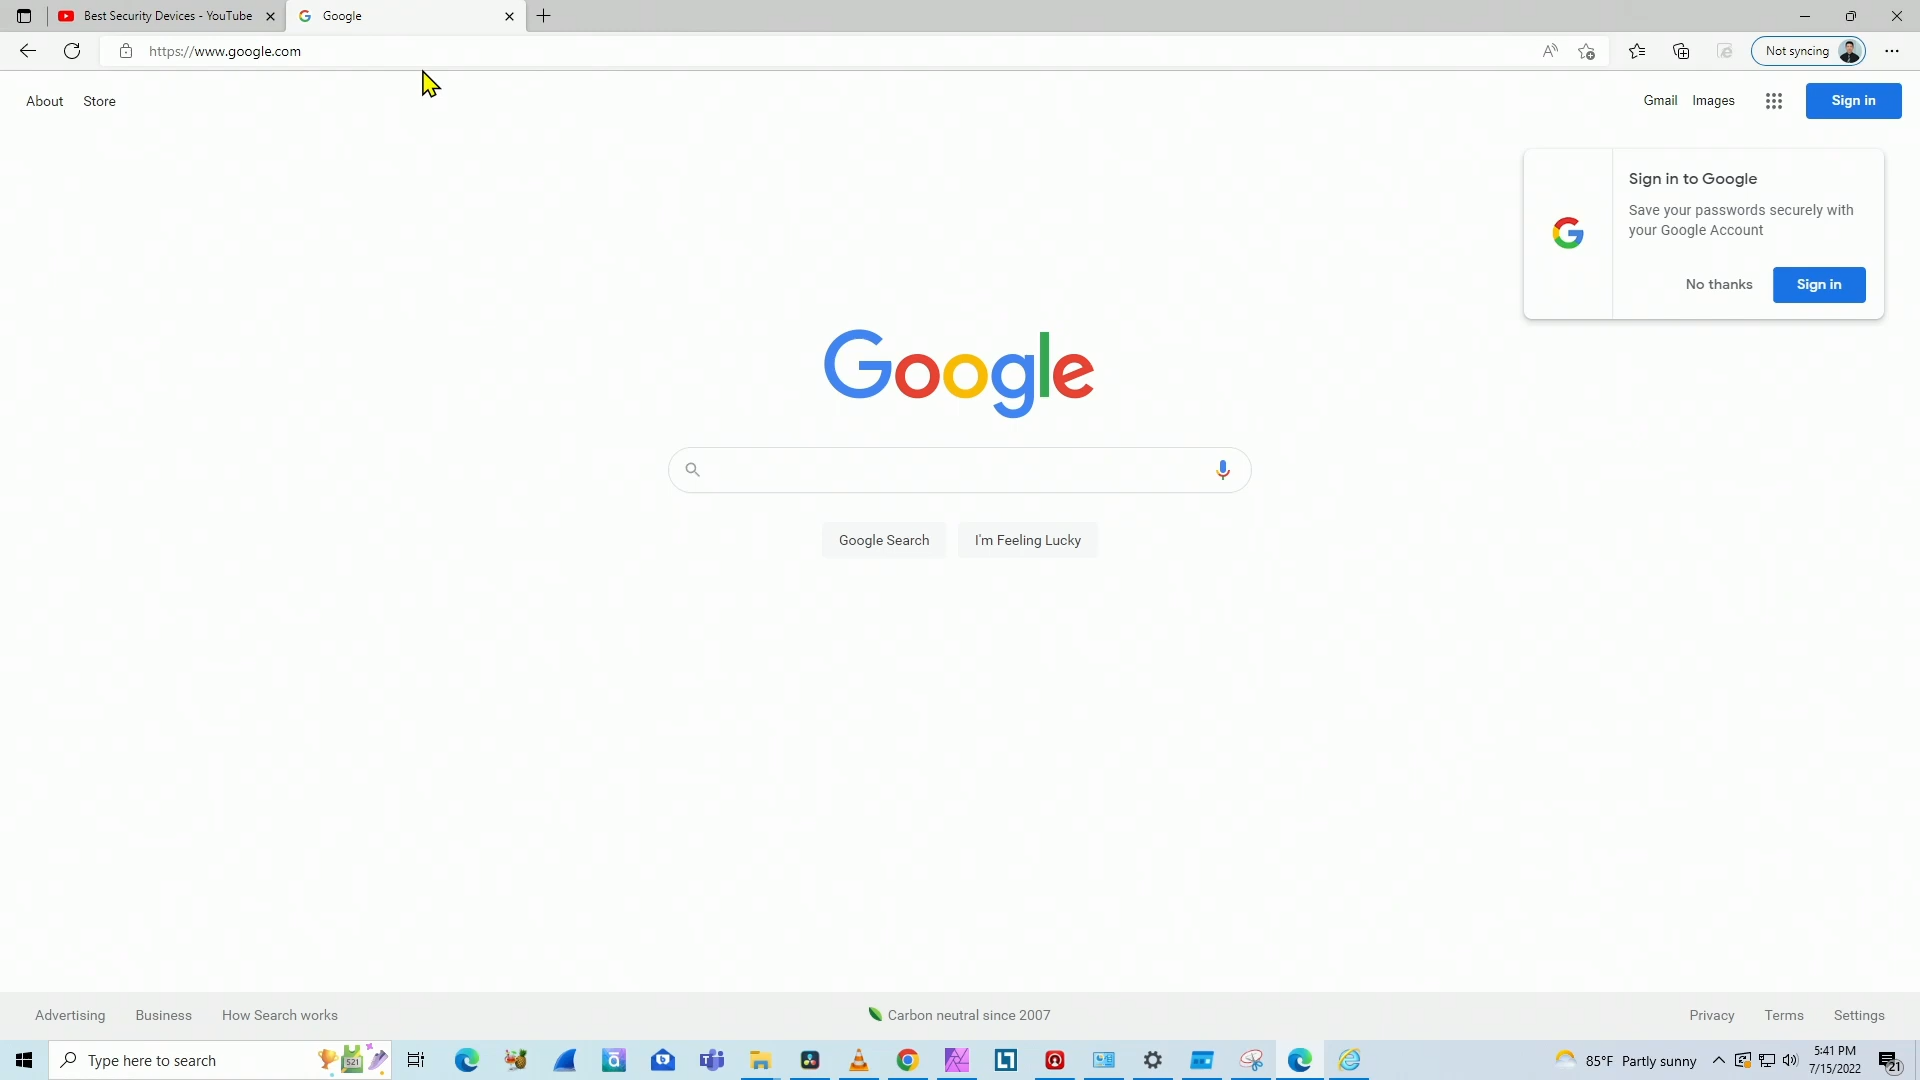 Best Security Devices - YouTube
Google
https://www.google.com
Not syncing
About Store
Gmail Images Sign in
Sign in to Google
Save your passwords securely with
your Google Account
No thanks Sign in
Google
Google Search I'm Feeling Lucky
Advertising Business How Search works
Carbon neutral since 2007
Privacy Terms Settings
Type here to search
85°F Partly sunny
5:41 PM
7/15/2022
21